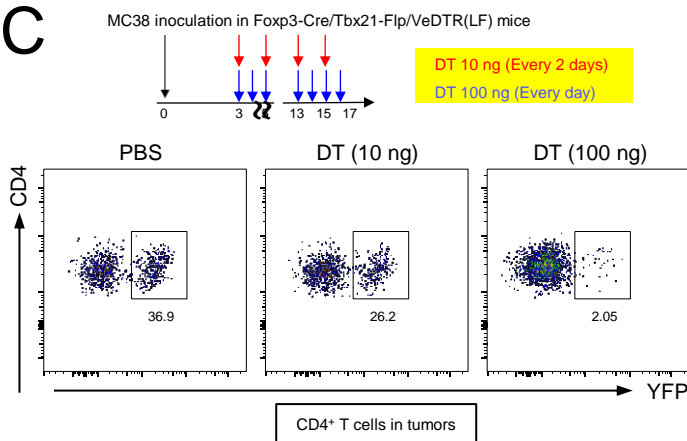 C
MC38 inoculation in Foxp3-Cre/Tbx21-Flp/VeDTR(LF) mice
DT 10 ng (Every 2 days)
DT 100 ng (Every day)
0 3 13 15 17
PBS DT (10 ng) DT (100 ng)
CD4
36.9 26.2 2.05
YFP
CD4⁺ T cells in tumors